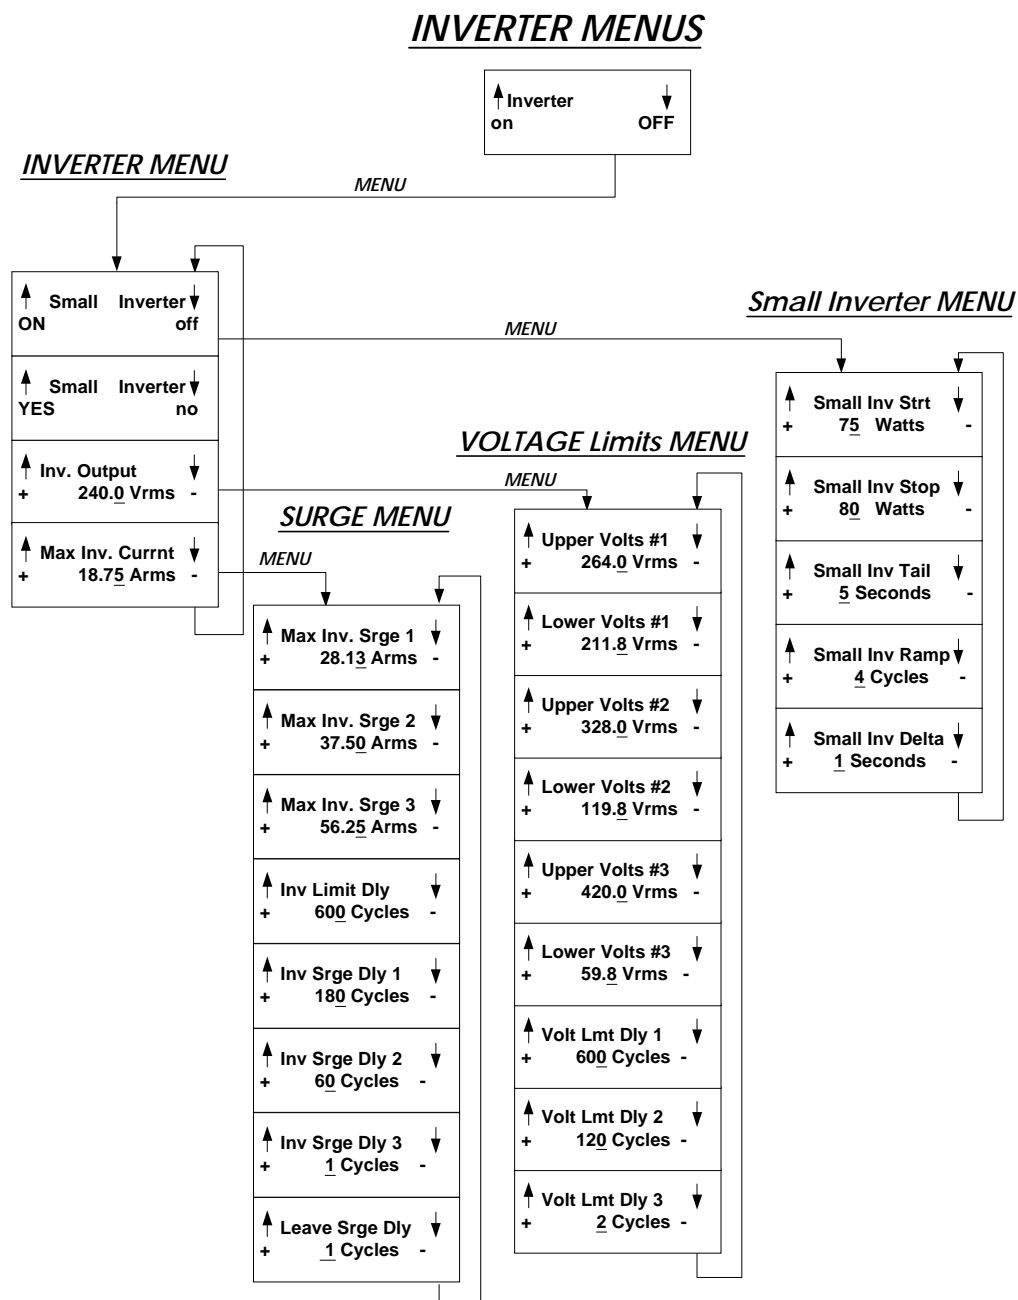 INVERTER MENUS
Inverter
on OFF
INVERTER MENU
MENU
Small Inverter
ON off
Small Inverter
YES no
Inv. Output
+ 240.0 Vrms -
Max Inv. Currnt
+ 18.75 Arms -
MENU
Small Inverter MENU
Small Inv Strt
+ 75 Watts -
Small Inv Stop
+ 80 Watts -
Small Inv Tail
+ 5 Seconds -
Small Inv Ramp
+ 4 Cycles -
Small Inv Delta
+ 1 Seconds -
VOLTAGE Limits MENU
MENU
Upper Volts #1
+ 264.0 Vrms -
Lower Volts #1
+ 211.8 Vrms -
Upper Volts #2
+ 328.0 Vrms -
Lower Volts #2
+ 119.8 Vrms -
Upper Volts #3
+ 420.0 Vrms -
Lower Volts #3
+ 59.8 Vrms -
Volt Lmt Dly 1
+ 600 Cycles -
Volt Lmt Dly 2
+ 120 Cycles -
Volt Lmt Dly 3
+ 2 Cycles -
SURGE MENU
MENU
Max Inv. Srge 1
+ 28.13 Arms -
Max Inv. Srge 2
+ 37.50 Arms -
Max Inv. Srge 3
+ 56.25 Arms -
Inv Limit Dly
+ 600 Cycles -
Inv Srge Dly 1
+ 180 Cycles -
Inv Srge Dly 2
+ 60 Cycles -
Inv Srge Dly 3
+ 1 Cycles -
Leave Srge Dly
+ 1 Cycles -